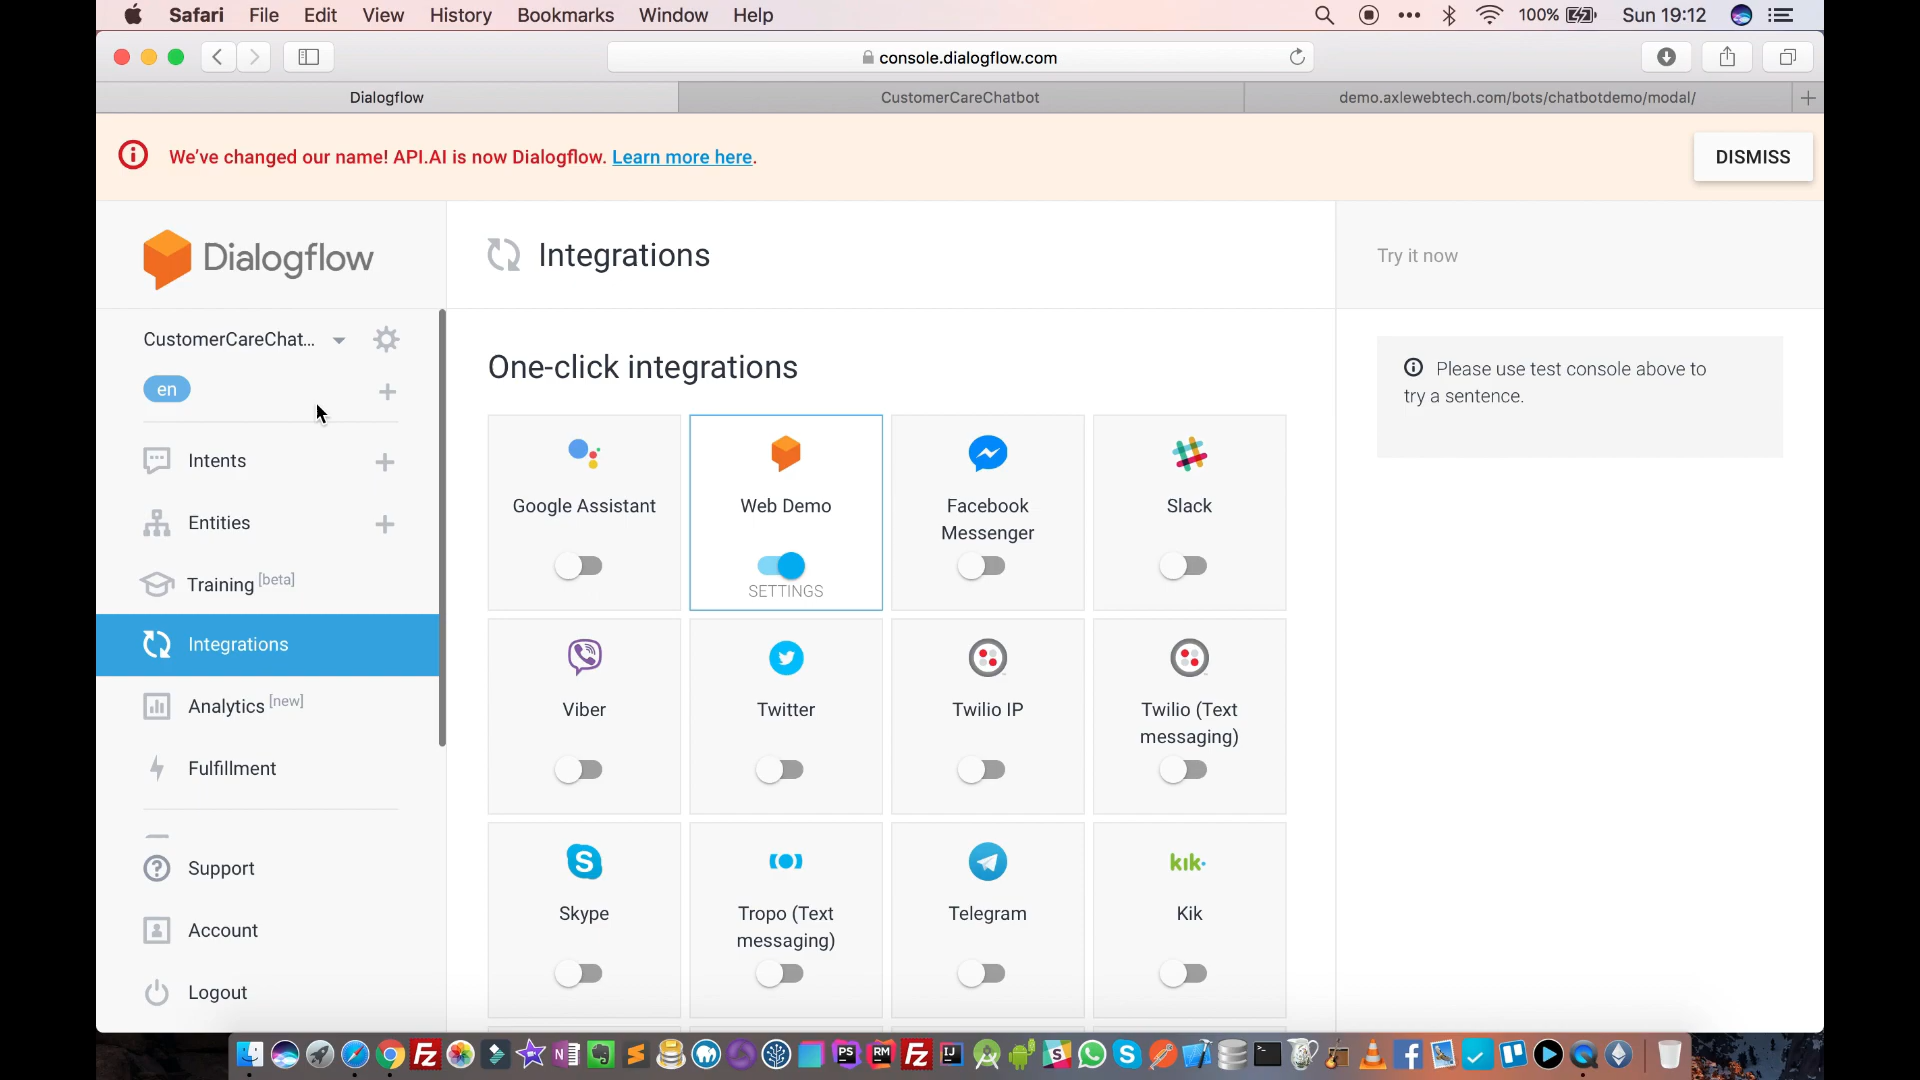 Safari File Edit View History Bookmarks Window Help 100% Sun 19:12
console.dialogflow.com
Dialogflow CustomerCareChatbot demo.axlewebtech.com/bots/chatbotdemo/modal/
We've changed our name! API.AI is now Dialogflow. Learn more here.
DISMISS
Dialogflow
Integrations
Try it now
CustomerCareChat...
en
Intents
Entities
Training [beta]
Integrations
Analytics [new]
Fulfillment
Support
Account
Logout
One-click integrations
Google Assistant
Web Demo
SETTINGS
Facebook
Messenger
Slack
Viber
Twitter
Twilio IP
Twilio (Text
messaging)
Skype
Tropo (Text
messaging)
Telegram
kik.
Kik
Please use test console above to
try a sentence.
PS
RM
IJ